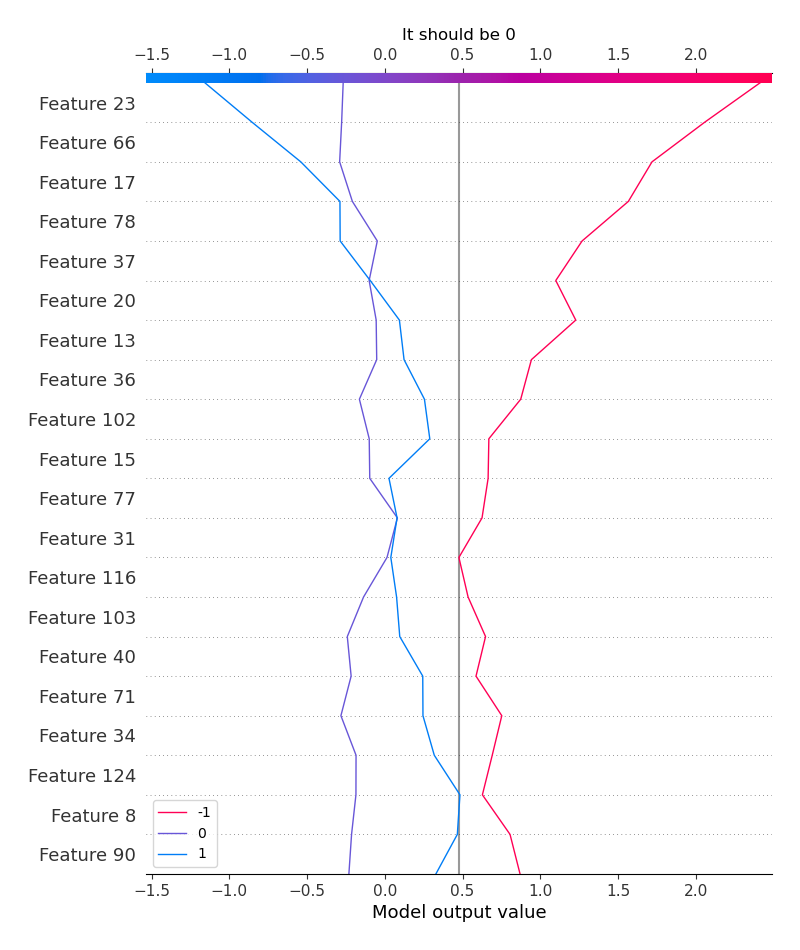 It should be 0
−1.5 −1.0 −0.5 0.0 0.5 1.0 1.5 2.0
Feature 23
Feature 66
Feature 17
Feature 78
Feature 37
Feature 20
Feature 13
Feature 36
Feature 102
Feature 15
Feature 77
Feature 31
Feature 116
Feature 103
Feature 40
Feature 71
Feature 34
Feature 124
Feature 8
Feature 90
-1
0
1
−1.5 −1.0 −0.5 0.0 0.5 1.0 1.5 2.0
Model output value